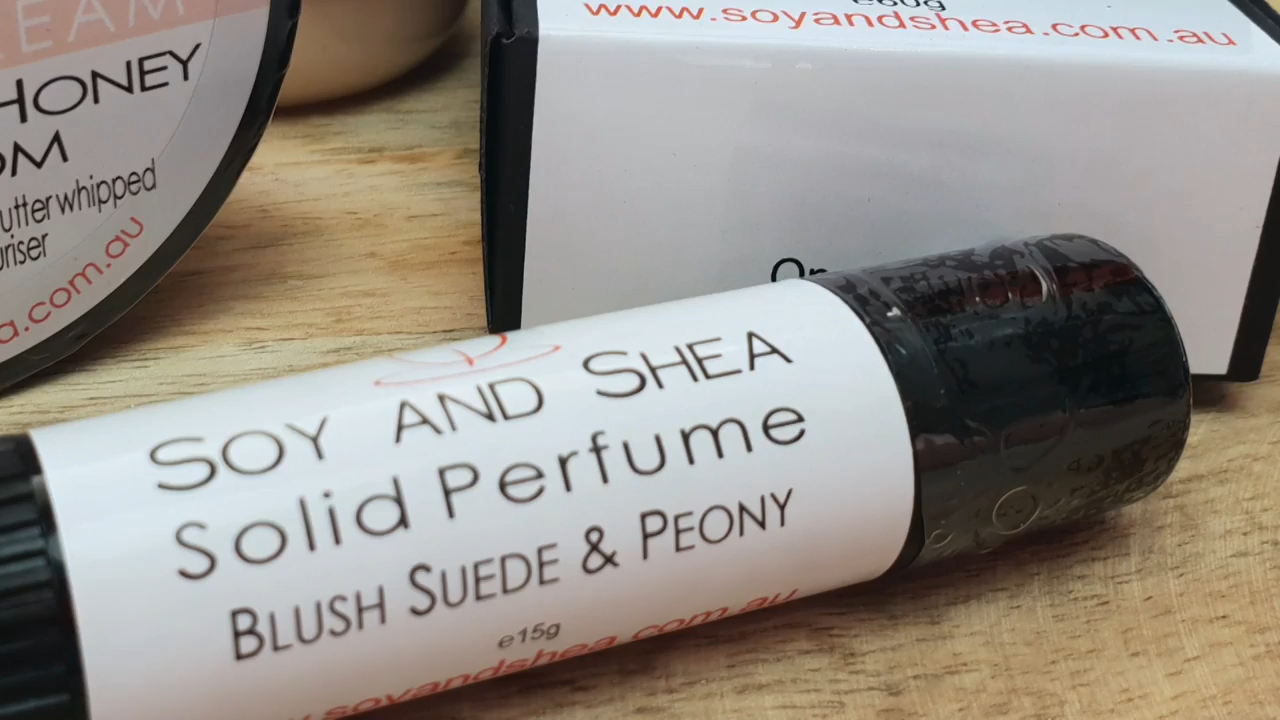 EAM
HONEY
OM
utter whipped
uriser
a.com.au
e60g
www.soyandshea.com.au
On
SOY AND SHEA
Solid Perfume
BLUSH SUEDE & PEONY
e15g
.soyandshea.com.au